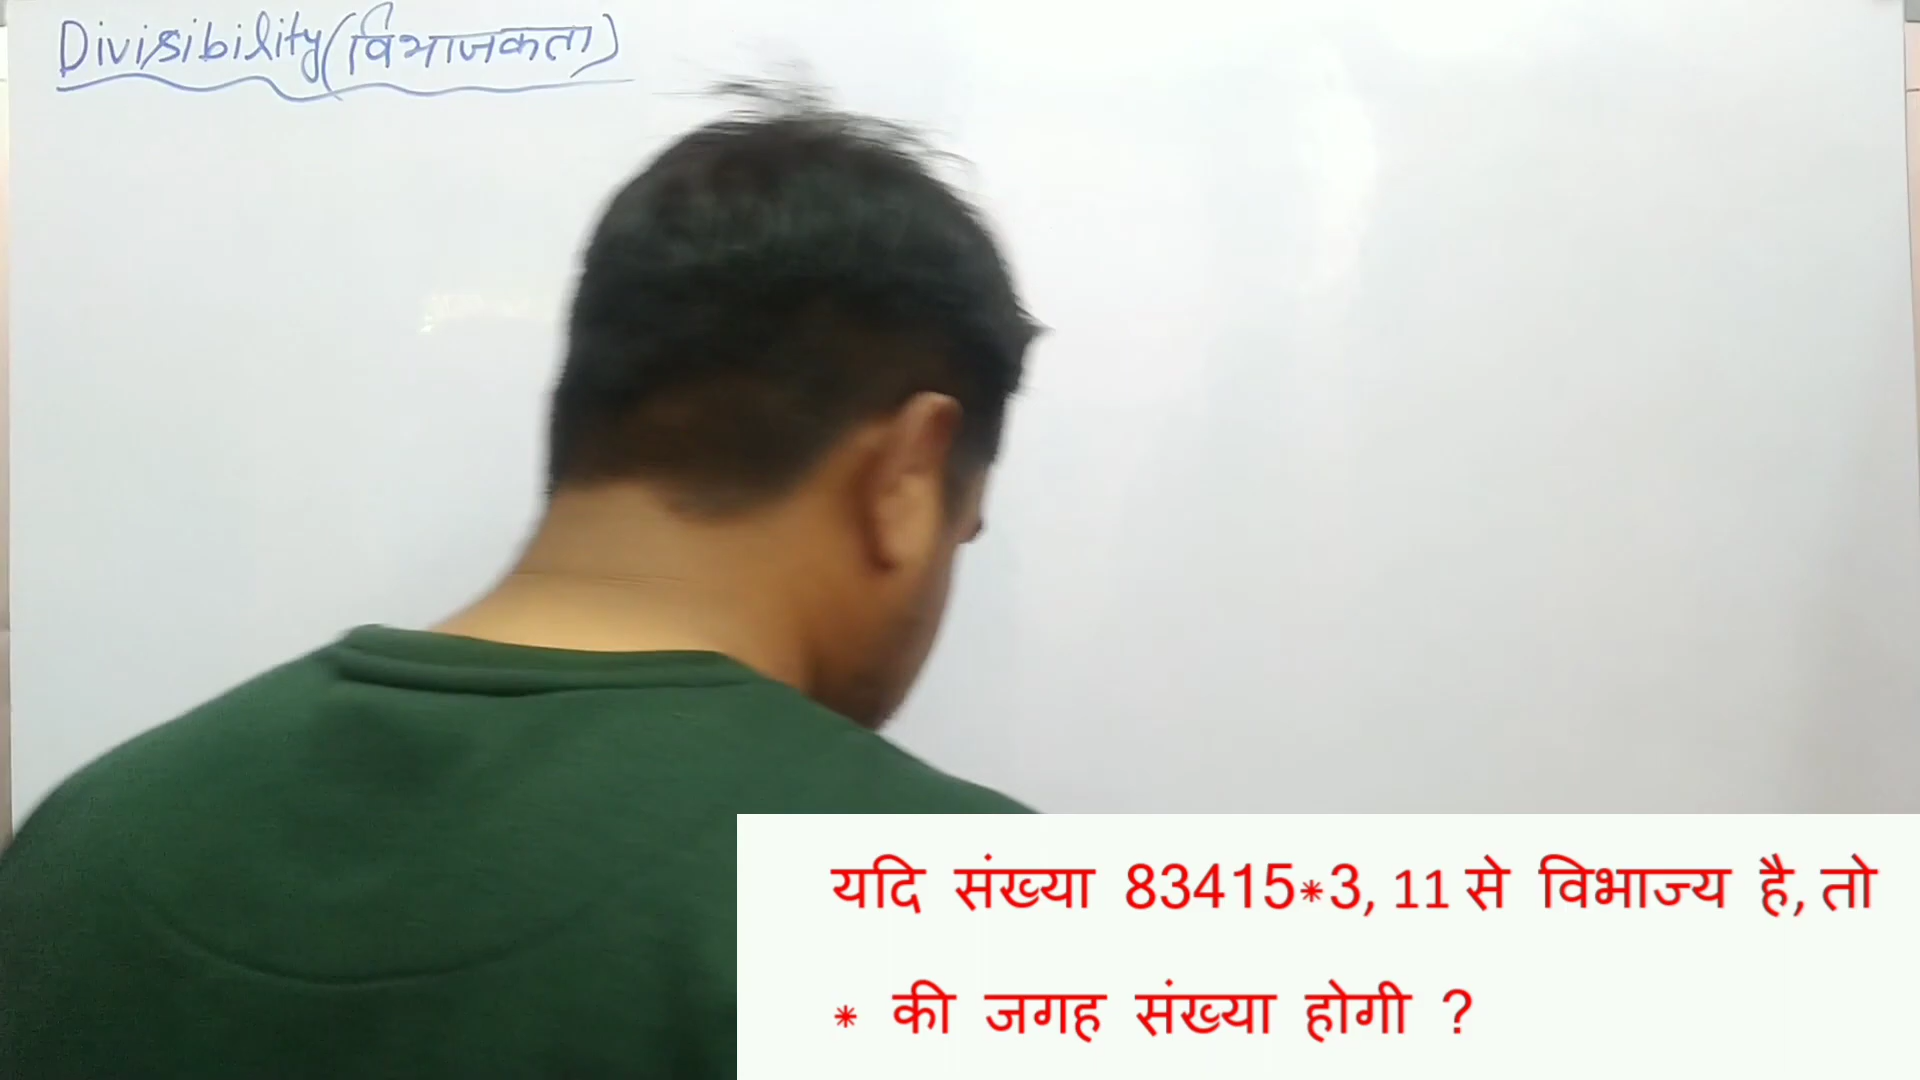 Divisibility (विभाजकता)
यदि संख्या 83415*3, 11 से विभाज्य है, तो
* की जगह संख्या होगी ?